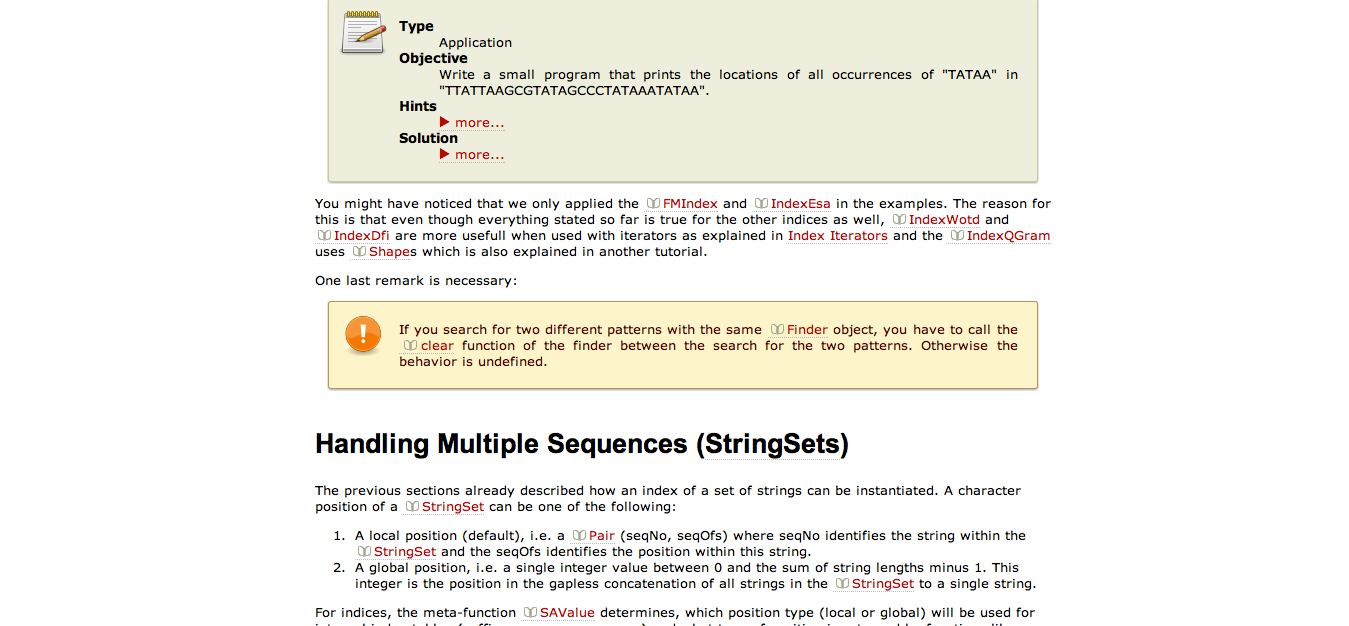 Type
Application
Objective
Write a small program that prints the locations of all occurrences of "TATAA" in
"TTATTAAGCGTATAGCCCTATAAATATAA".
Hints
more...
Solution
more...
You might have noticed that we only applied the FMIndex and IndexEsa in the examples. The reason for
this is that even though everything stated so far is true for the other indices as well, IndexWotd and
IndexDfi are more usefull when used with iterators as explained in Index Iterators and the IndexQGram
uses Shapes which is also explained in another tutorial.
One last remark is necessary:
If you search for two different patterns with the same Finder object, you have to call the
clear function of the finder between the search for the two patterns. Otherwise the
behavior is undefined.
Handling Multiple Sequences (StringSets)
The previous sections already described how an index of a set of strings can be instantiated. A character
position of a StringSet can be one of the following:
1. A local position (default), i.e. a Pair (seqNo, seqOfs) where seqNo identifies the string within the
StringSet and the seqOfs identifies the position within this string.
2. A global position, i.e. a single integer value between 0 and the sum of string lengths minus 1. This
integer is the position in the gapless concatenation of all strings in the StringSet to a single string.
For indices, the meta-function SAValue determines, which position type (local or global) will be used for